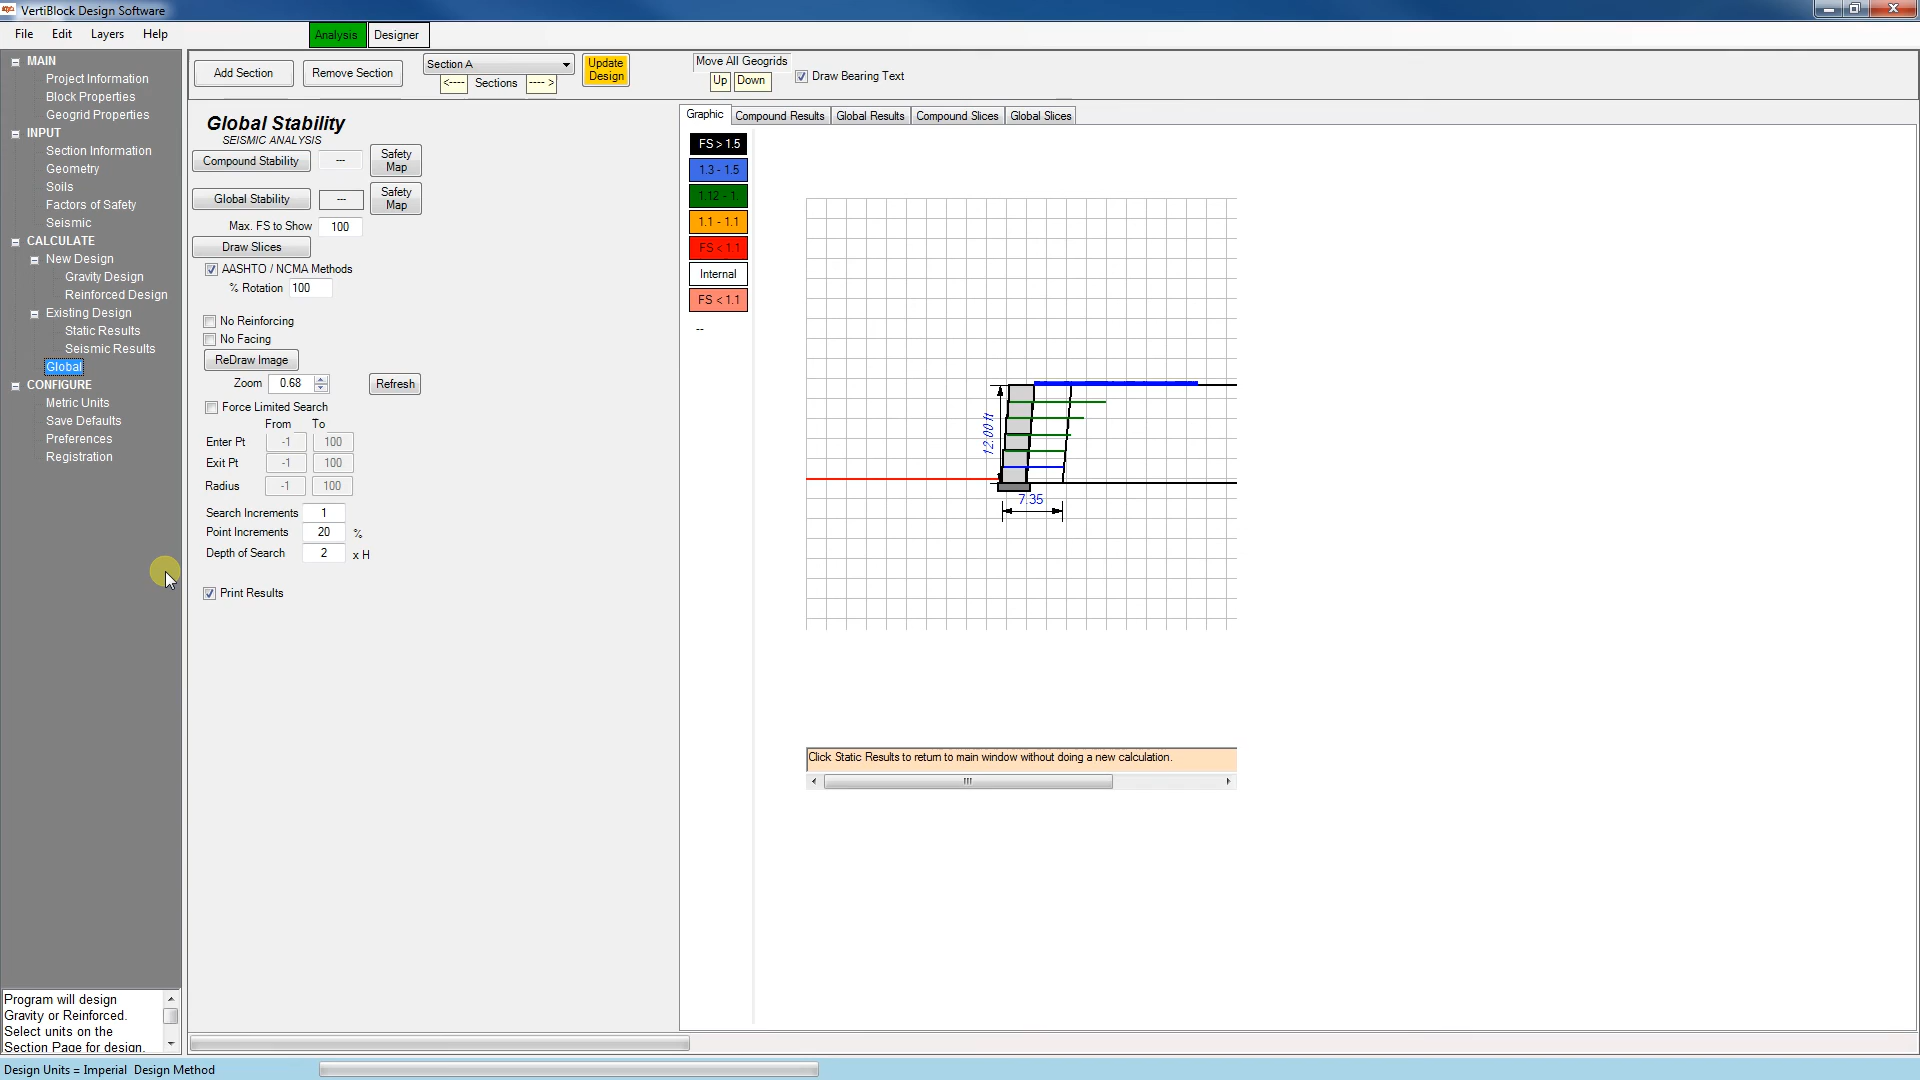 VertiBlock Design Software
File Edit Layers Help
Analysis Designer
MAIN
Project Information
Block Properties
Geogrid Properties
INPUT
Section Information
Geometry
Soils
Factors of Safety
Seismic
CALCULATE
New Design
Gravity Design
Reinforced Design
Existing Design
Static Results
Seismic Results
Global
CONFIGURE
Metric Units
Save Defaults
Preferences
Registration
Program will design
Gravity or Reinforced.
Select units on the
Section Page for design.
Add Section Remove Section Section A
<---- Sections ---- >
Update
Design
Move All Geogrids
Up Down
Draw Bearing Text
Global Stability
SEISMIC ANALYSIS
Compound Stability --- Safety
Map
Global Stability --- Safety
Map
Max. FS to Show 100
Draw Slices
AASHTO / NCMA Methods
% Rotation 100
No Reinforcing
No Facing
ReDraw Image
Zoom 0.68 Refresh
Force Limited Search
From To
Enter Pt -1 100
Exit Pt -1 100
Radius -1 100
Search Increments 1
Point Increments 20 %
Depth of Search 2 x H
Print Results
Graphic Compound Results Global Results Compound Slices Global Slices
FS > 1.5
1.3 - 1.5
1.12 - 1.
1.1 - 1.1
FS < 1.1
Internal
FS < 1.1
--
12.00 ft
7.35
Click Static Results to return to main window without doing a new calculation.
Design Units = Imperial Design Method